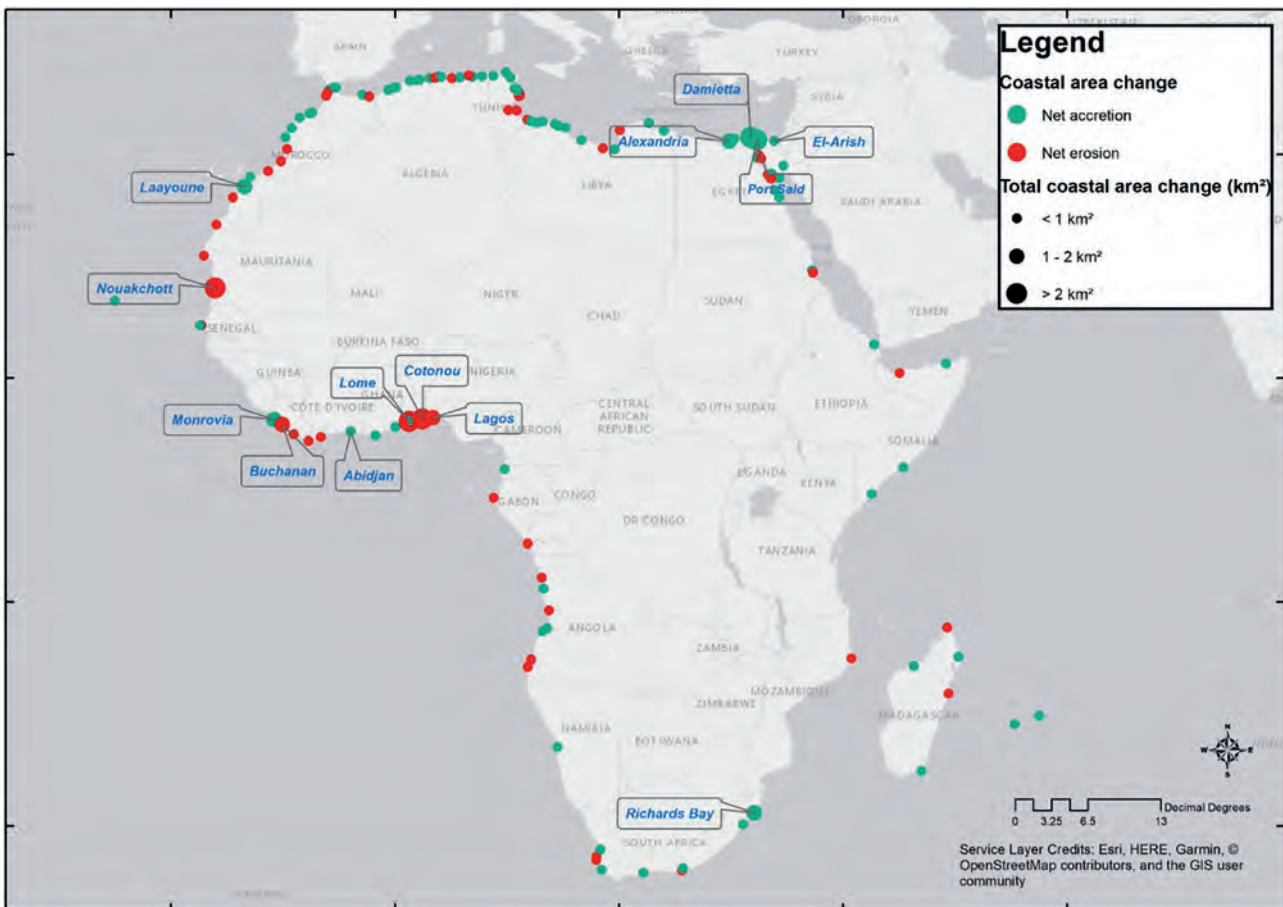 SPAIN
GREECE
TURKEY
GEORGIA
UZBEKISTAN
SYRIA
TUNISIA
MOROCCO
ALGERIA
LIBYA
EGYPT
SAUDI ARABIA
MAURITANIA
MALI
NIGER
CHAD
SUDAN
YEMEN
SENEGAL
BURKINA FASO
GUINEA
NIGERIA
GHANA
CÔTE D'IVOIRE
CAMEROON
CENTRAL
AFRICAN
REPUBLIC
SOUTH SUDAN
ETHIOPIA
SOMALIA
UGANDA
KENYA
GABON
CONGO
DR CONGO
TANZANIA
ANGOLA
ZAMBIA
MOZAMBIQUE
ZIMBABWE
MADAGASCAR
NAMIBIA
BOTSWANA
SOUTH AFRICA
Damietta
Alexandria
El-Arish
Port Said
Laayoune
Nouakchott
Cotonou
Lome
Lagos
Monrovia
Buchanan
Abidjan
Richards Bay
Legend
Coastal area change
Net accretion
Net erosion
Total coastal area change (km²)
< 1 km²
1 - 2 km²
> 2 km²
N
W E
S
0 3.25 6.5 13 Decimal Degrees
Service Layer Credits: Esri, HERE, Garmin, ©
OpenStreetMap contributors, and the GIS user
community